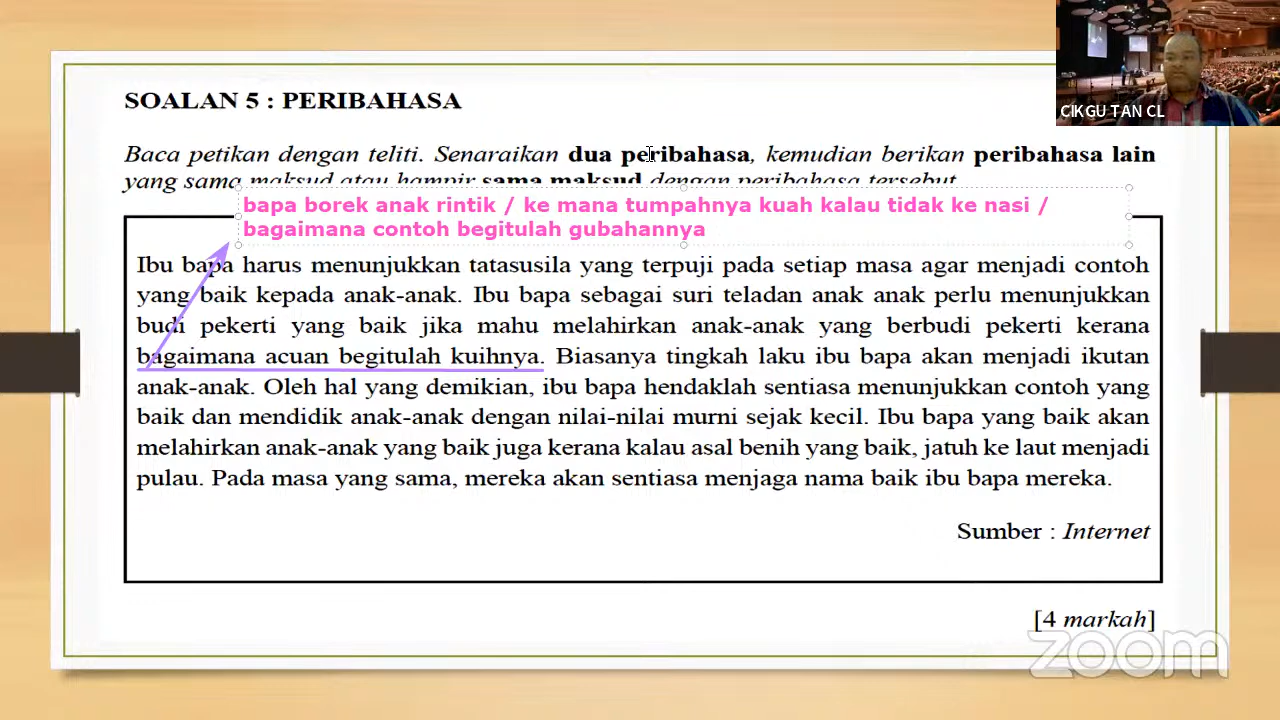 CIKGU TAN CL
SOALAN 5 : PERIBAHASA
Baca petikan dengan teliti. Senaraikan dua peribahasa, kemudian berikan peribahasa lain
yang sama maksud atau hampir sama maksud dengan peribahasa tersebut.
bapa borek anak rintik / ke mana tumpahnya kuah kalau tidak ke nasi /
bagaimana contoh begitulah gubahannya
Ibu bapa harus menunjukkan tatasusila yang terpuji pada setiap masa agar menjadi contoh
yang baik kepada anak-anak. Ibu bapa sebagai suri teladan anak anak perlu menunjukkan
budi pekerti yang baik jika mahu melahirkan anak-anak yang berbudi pekerti kerana
bagaimana acuan begitulah kuihnya. Biasanya tingkah laku ibu bapa akan menjadi ikutan
anak-anak. Oleh hal yang demikian, ibu bapa hendaklah sentiasa menunjukkan contoh yang
baik dan mendidik anak-anak dengan nilai-nilai murni sejak kecil. Ibu bapa yang baik akan
melahirkan anak-anak yang baik juga kerana kalau asal benih yang baik, jatuh ke laut menjadi
pulau. Pada masa yang sama, mereka akan sentiasa menjaga nama baik ibu bapa mereka.
Sumber : Internet
[4 markah]
zoom